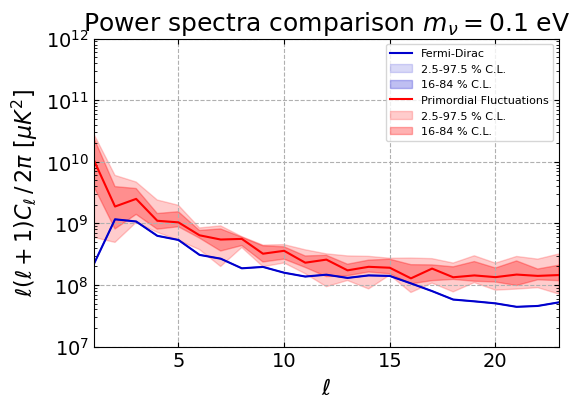 Power spectra comparison $m_\nu = 0.1$ eV
$\ell(\ell+1)C_\ell / 2\pi \; [\mu K^2]$
10^12
10^11
10^10
10^9
10^8
10^7
Fermi-Dirac
2.5-97.5 % C.L.
16-84 % C.L.
Primordial Fluctuations
2.5-97.5 % C.L.
16-84 % C.L.
5 10 15 20
ℓ